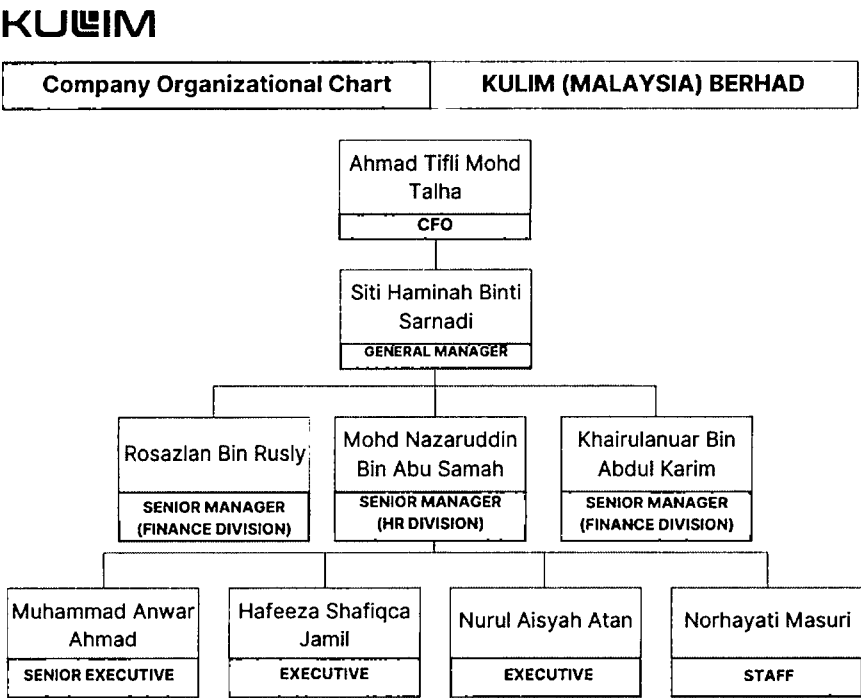 KULIM
Company Organizational Chart
KULIM (MALAYSIA) BERHAD
Ahmad Tifli Mohd
Talha
CFO
Siti Haminah Binti
Sarnadi
GENERAL MANAGER
Rosazlan Bin Rusly
SENIOR MANAGER
(FINANCE DIVISION)
Mohd Nazaruddin
Bin Abu Samah
SENIOR MANAGER
(HR DIVISION)
Khairulanuar Bin
Abdul Karim
SENIOR MANAGER
(FINANCE DIVISION)
Muhammad Anwar
Ahmad
SENIOR EXECUTIVE
Hafeeza Shafiqca
Jamil
EXECUTIVE
Nurul Aisyah Atan
EXECUTIVE
Norhayati Masuri
STAFF